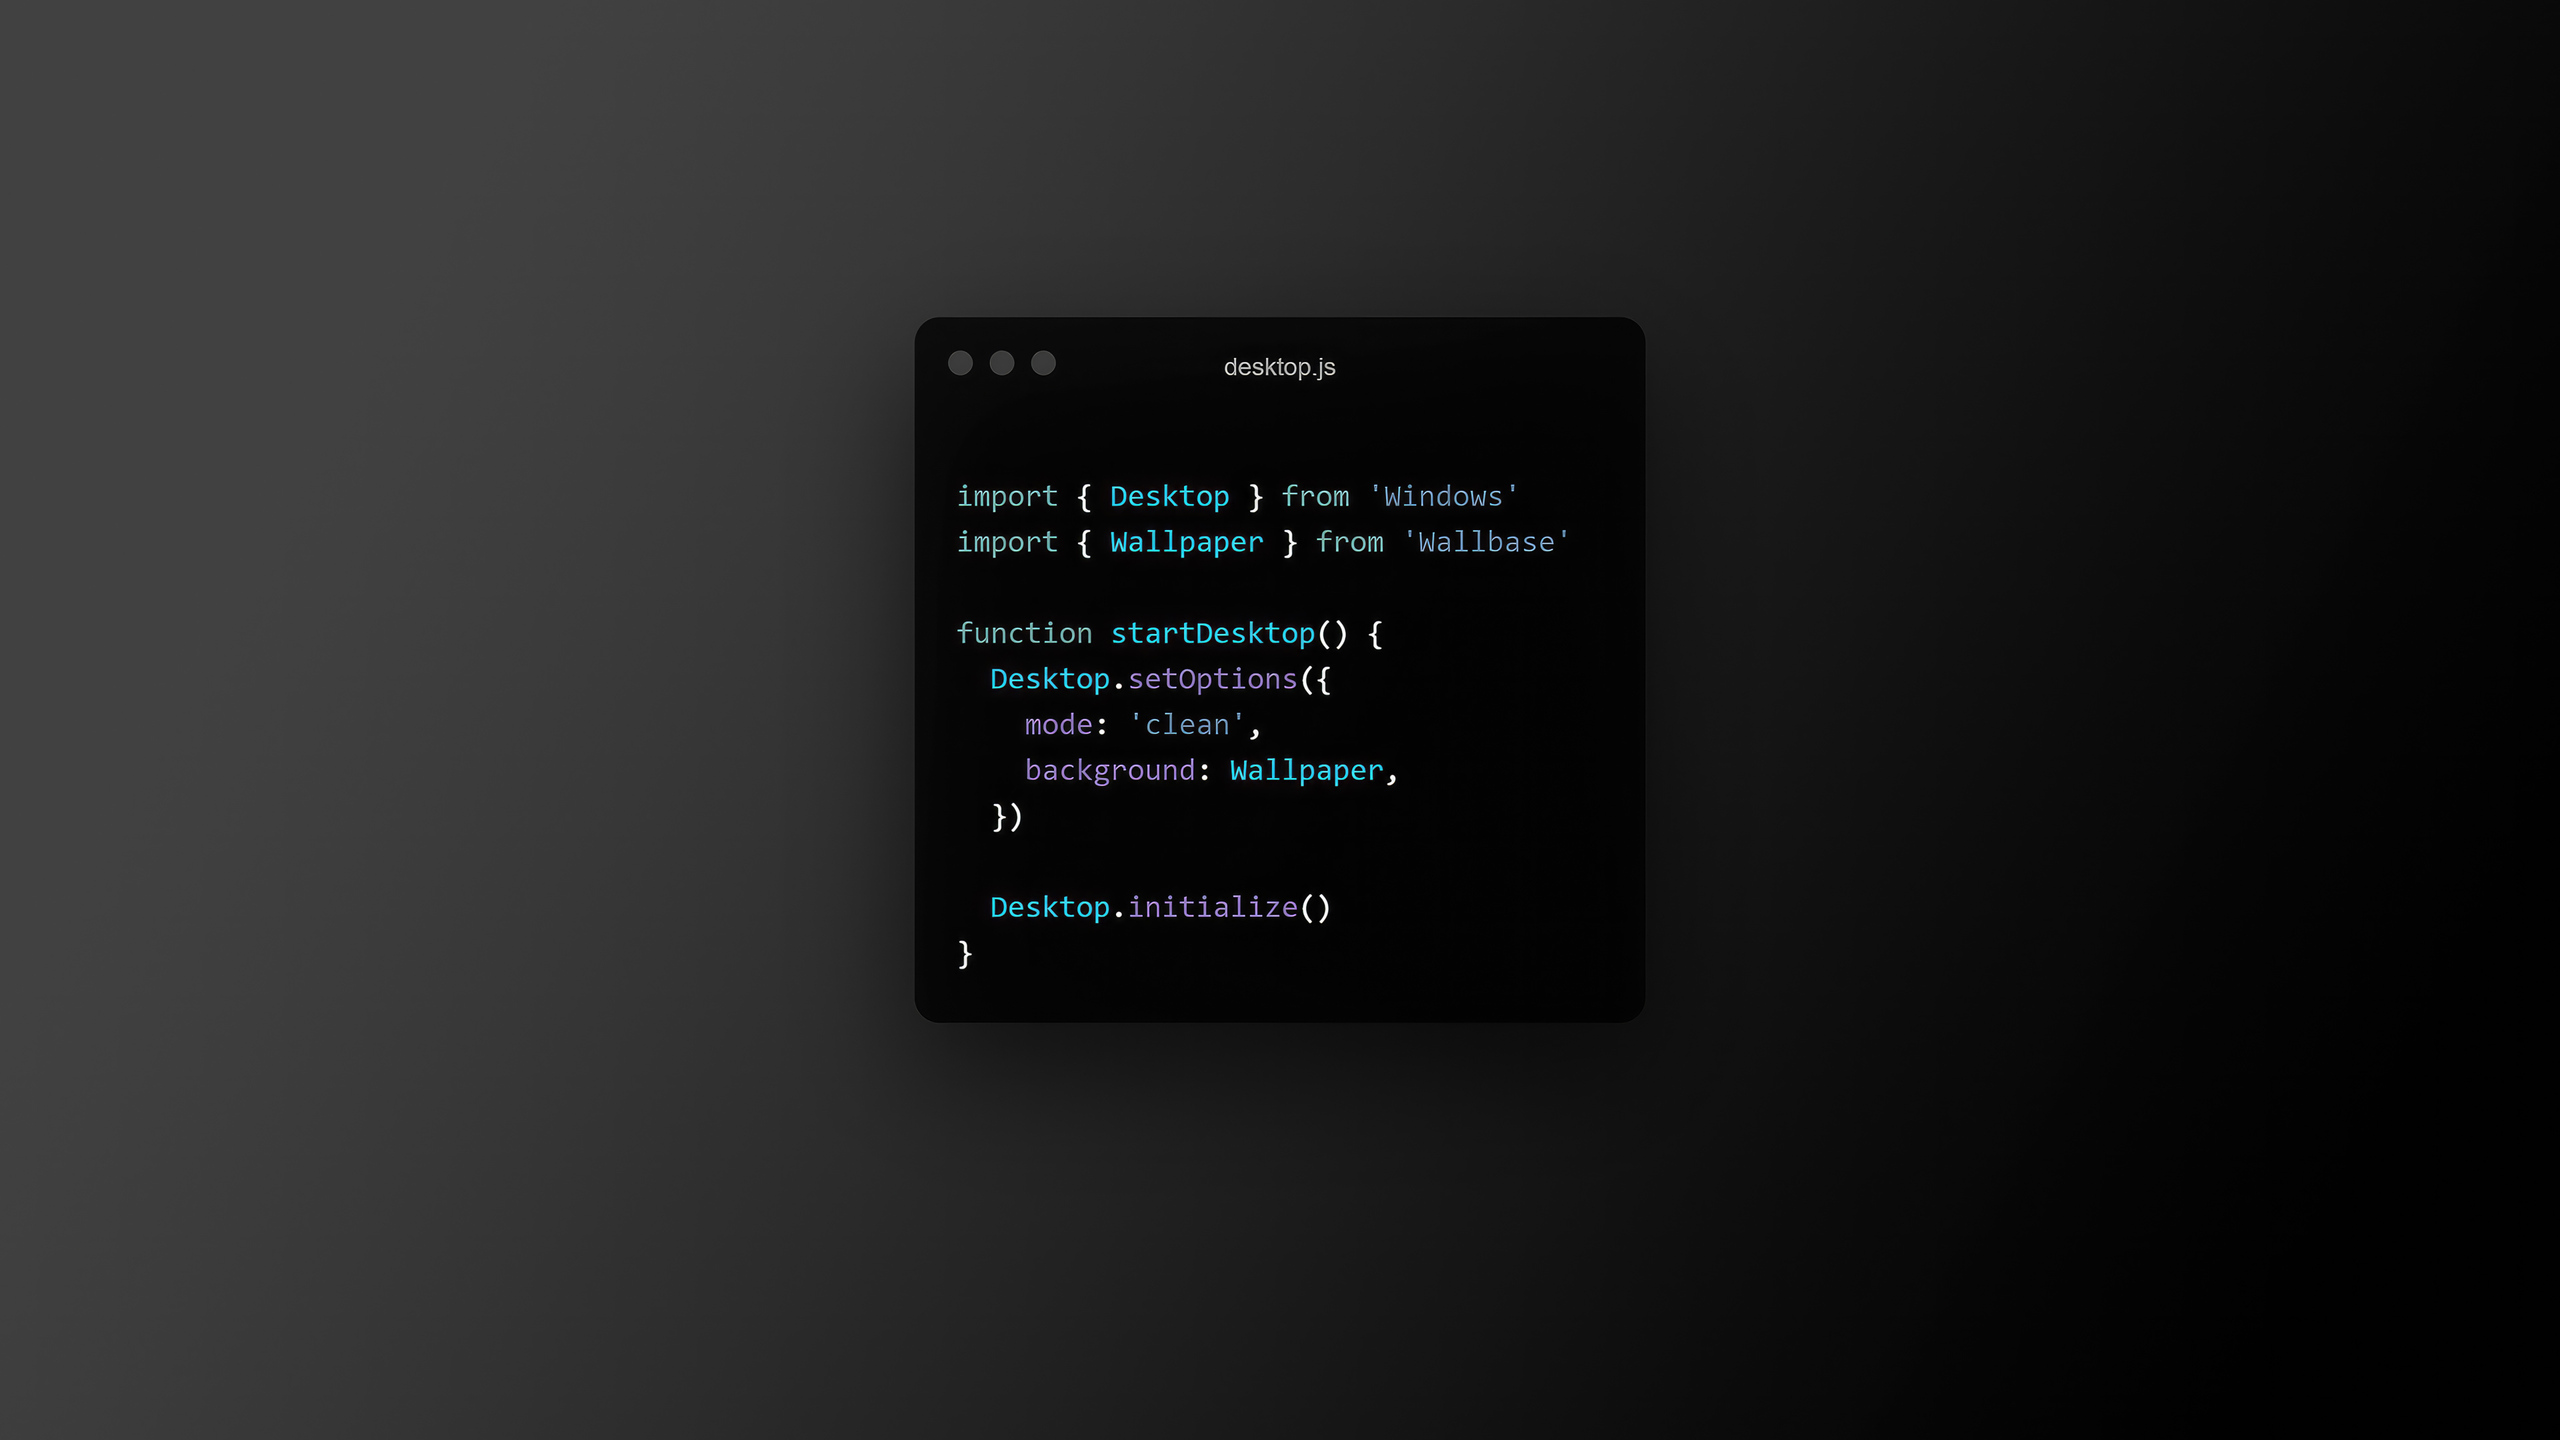 desktop.js
import { Desktop } from 'Windows'
import { Wallpaper } from 'Wallbase'

function startDesktop() {
  Desktop.setOptions({
    mode: 'clean',
    background: Wallpaper,
  })

  Desktop.initialize()
}